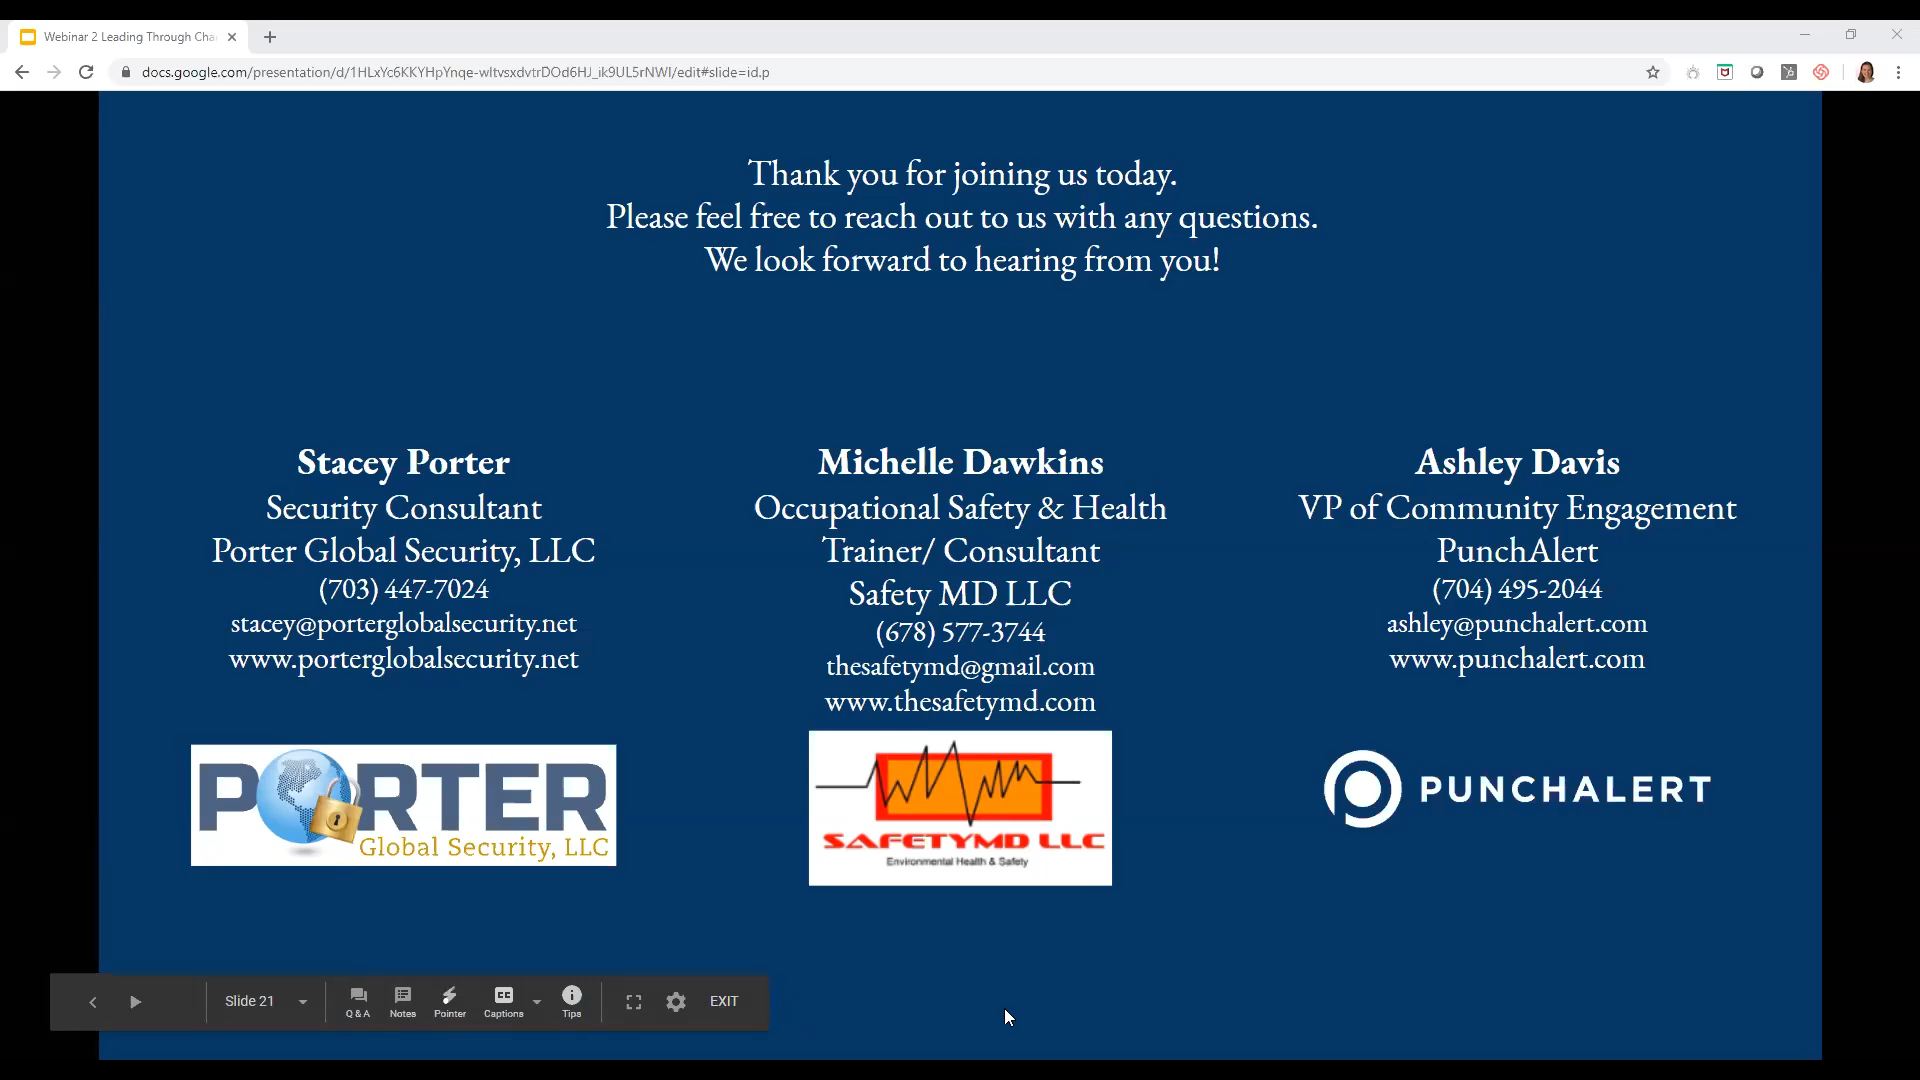 Webinar 2 Leading Through Cha
docs.google.com/presentation/d/1HLxYc6KKYHpYnqe-wltvsxdvtrDOd6HJ_ik9UL5rNWI/edit#slide=id.p
Thank you for joining us today.
Please feel free to reach out to us with any questions.
We look forward to hearing from you!
Stacey Porter
Security Consultant
Porter Global Security, LLC
(703) 447-7024
stacey@porterglobalsecurity.net
www.porterglobalsecurity.net
PORTER
Global Security, LLC
Michelle Dawkins
Occupational Safety & Health
Trainer/ Consultant
Safety MD LLC
(678) 577-3744
thesafetymd@gmail.com
www.thesafetymd.com
SAFETYMD LLC
Environmental Health & Safety
Ashley Davis
VP of Community Engagement
PunchAlert
(704) 495-2044
ashley@punchalert.com
www.punchalert.com
PUNCHALERT
Slide 21
Q & A
Notes
Pointer
CC
Captions
Tips
EXIT